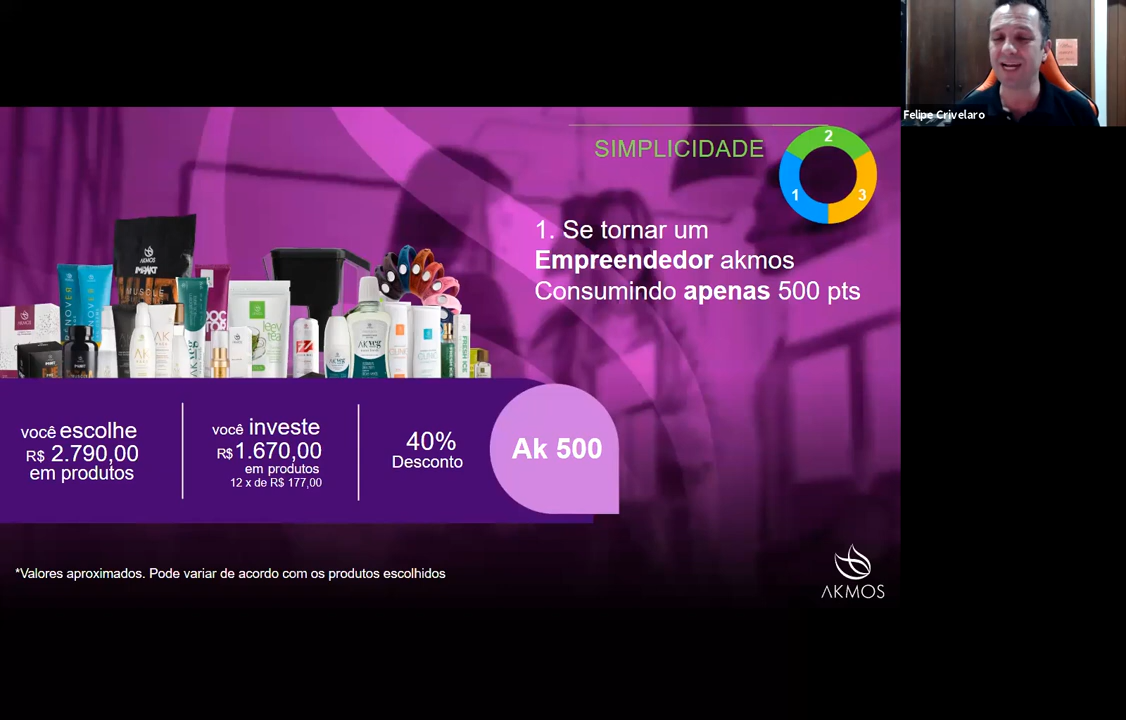 Felipe Crivelaro
SIMPLICIDADE
2
1
3
1. Se tornar um
Empreendedor akmos
Consumindo apenas 500 pts
IMPAKT
MUSCLE
você escolhe
R$ 2.790,00
em produtos
você investe
R$ 1.670,00
em produtos
12 x de R$ 177,00
40%
Desconto
Ak 500
*Valores aproximados. Pode variar de acordo com os produtos escolhidos
AKMOS